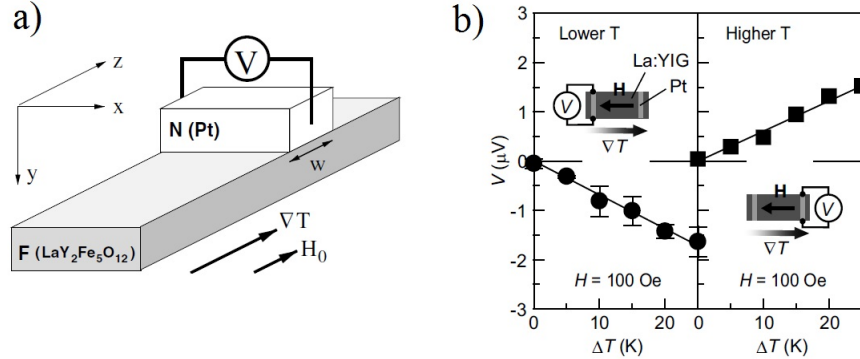 a)
V
z
x
y
N (Pt)
w
∇T
H₀
F (LaY₂Fe₅O₁₂)
b)
V (μV)
3
2
1
0
-1
-2
-3
Lower T
La:YIG
Pt
H
V
∇T
H = 100 Oe
Higher T
H
V
∇T
H = 100 Oe
0 10 20 0 10 20
ΔT (K) ΔT (K)